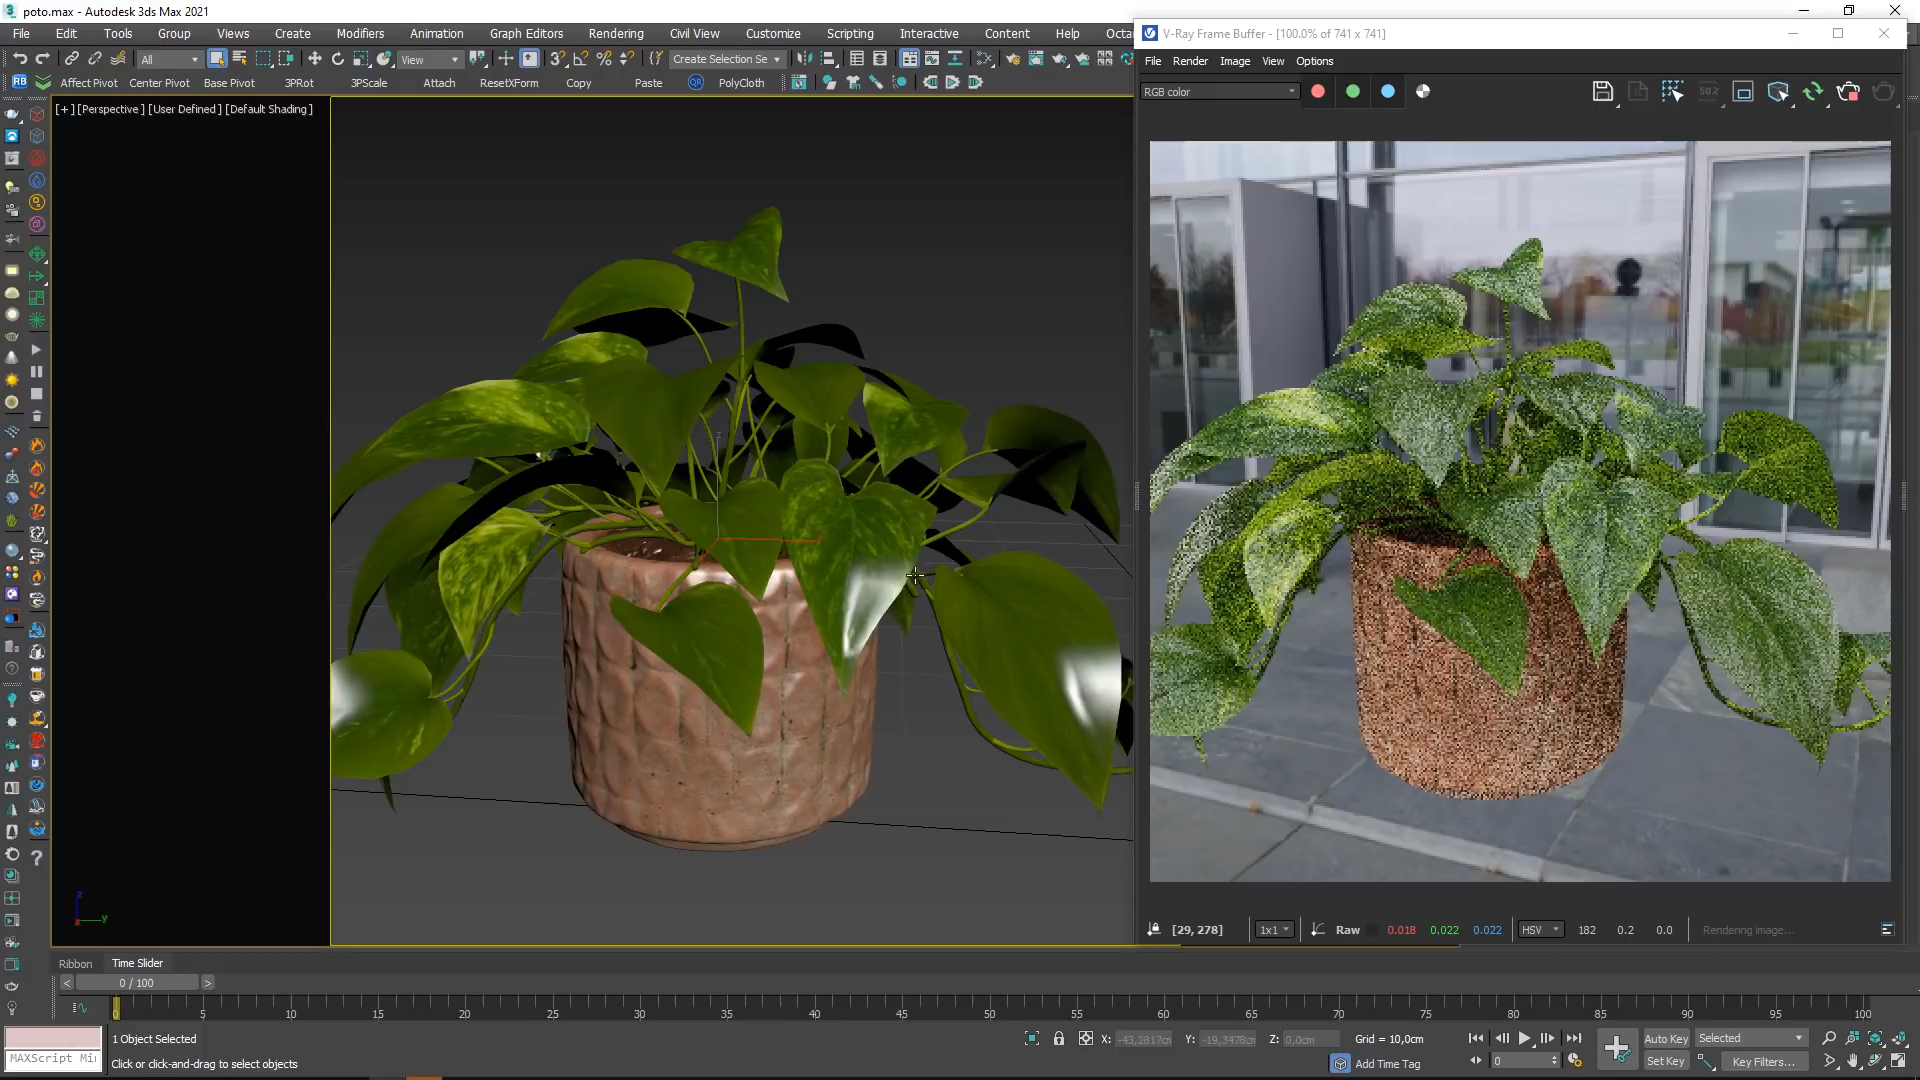 poto.max - Autodesk 3ds Max 2021
File Edit Tools Group Views Create Modifiers Animation Graph Editors Rendering Civil View Customize Scripting Interactive Content Help Octa
V-Ray Frame Buffer - [100.0% of 741 x 741]
All View Create Selection Se
File Render Image View Options
Affect Pivot Center Pivot Base Pivot 3PRot 3PScale Attach ResetXForm Copy Paste PolyCloth
RGB color
[+] [Perspective] [User Defined] [Default Shading]
[29, 278] 1x1 Raw 0.018 0.022 0.022 HSV 182 0.2 0.0 Rendering image...
Ribbon Time Slider
< 0 / 100 >
0 5 10 15 20 25 30 35 40 45 50 55 60 65 70 75 80 85 90 95 100
1 Object Selected X: -43,2817cm Y: -19,3478cm Z: 0,0cm Grid = 10,0cm Auto Key Selected
MAXScript Mi Click or click-and-drag to select objects Add Time Tag 0 Set Key Key Filters...